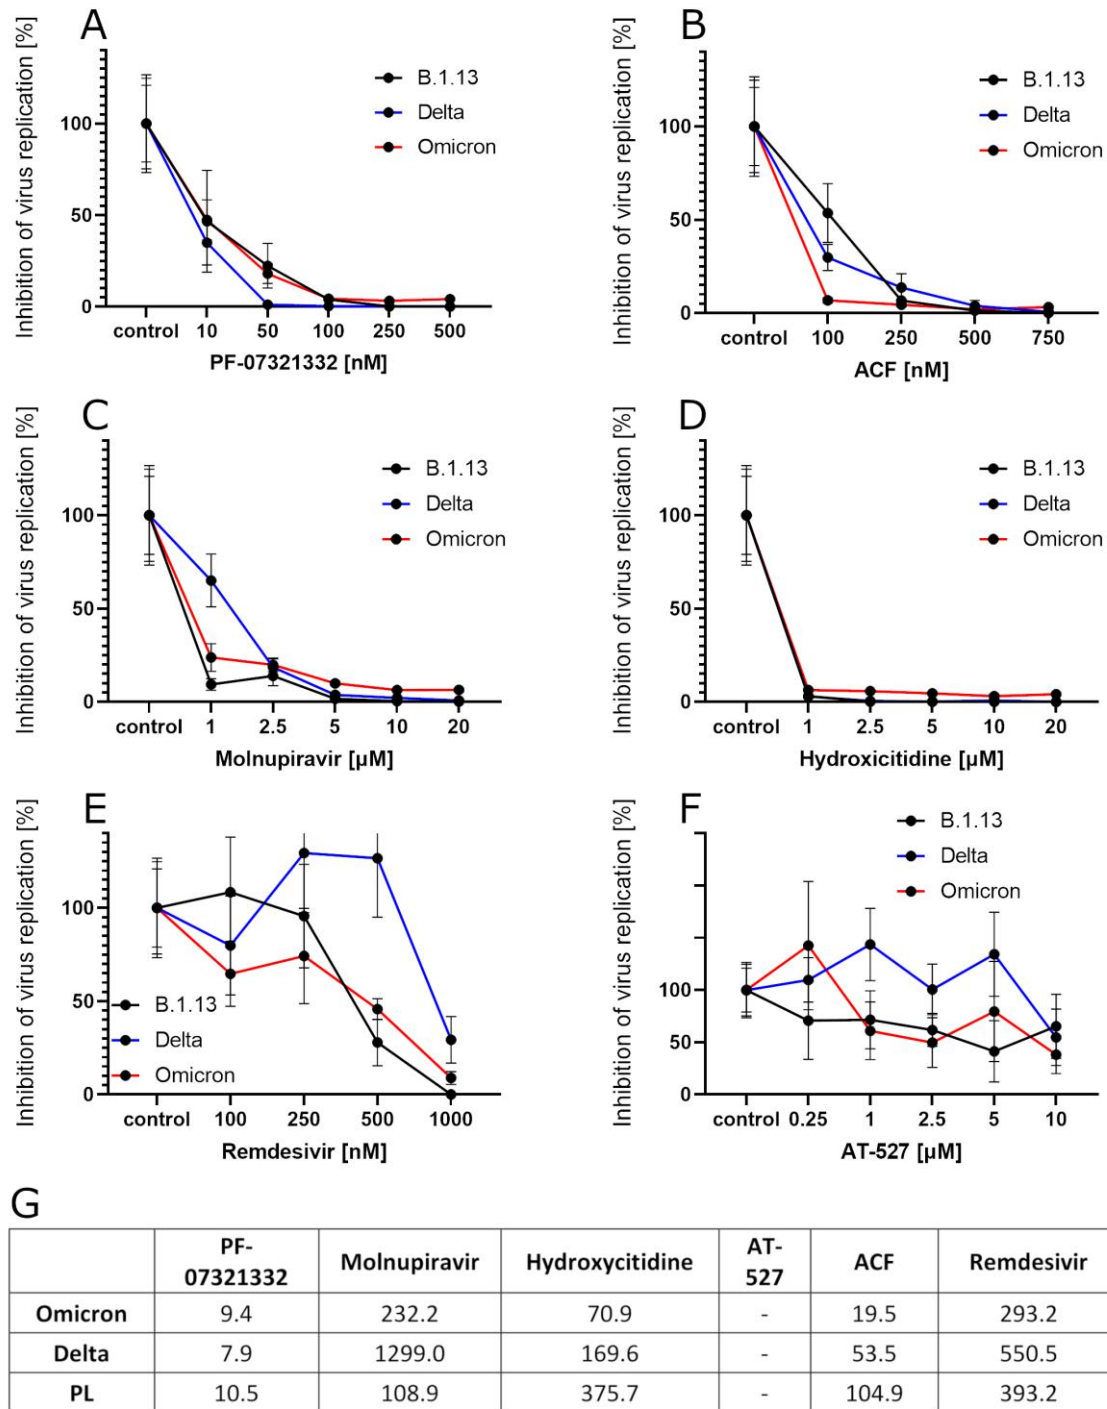 A
Inhibition of virus replication [%]
100
50
0
B.1.13
Delta
Omicron
control 10 50 100 250 500
PF-07321332 [nM]
B
Inhibition of virus replication [%]
100
50
0
B.1.13
Delta
Omicron
control 100 250 500 750
ACF [nM]
C
Inhibition of virus replication [%]
100
50
0
B.1.13
Delta
Omicron
control 1 2.5 5 10 20
Molnupiravir [µM]
D
Inhibition of virus replication [%]
100
50
0
B.1.13
Delta
Omicron
control 1 2.5 5 10 20
Hydroxicitidine [µM]
E
Inhibition of virus replication [%]
100
50
0
B.1.13
Delta
Omicron
control 100 250 500 1000
Remdesivir [nM]
F
Inhibition of virus replication [%]
100
50
0
B.1.13
Delta
Omicron
control 0.25 1 2.5 5 10
AT-527 [µM]
G
PF-07321332 Molnupiravir Hydroxycitidine AT-527 ACF Remdesivir
Omicron 9.4 232.2 70.9 - 19.5 293.2
Delta 7.9 1299.0 169.6 - 53.5 550.5
PL 10.5 108.9 375.7 - 104.9 393.2